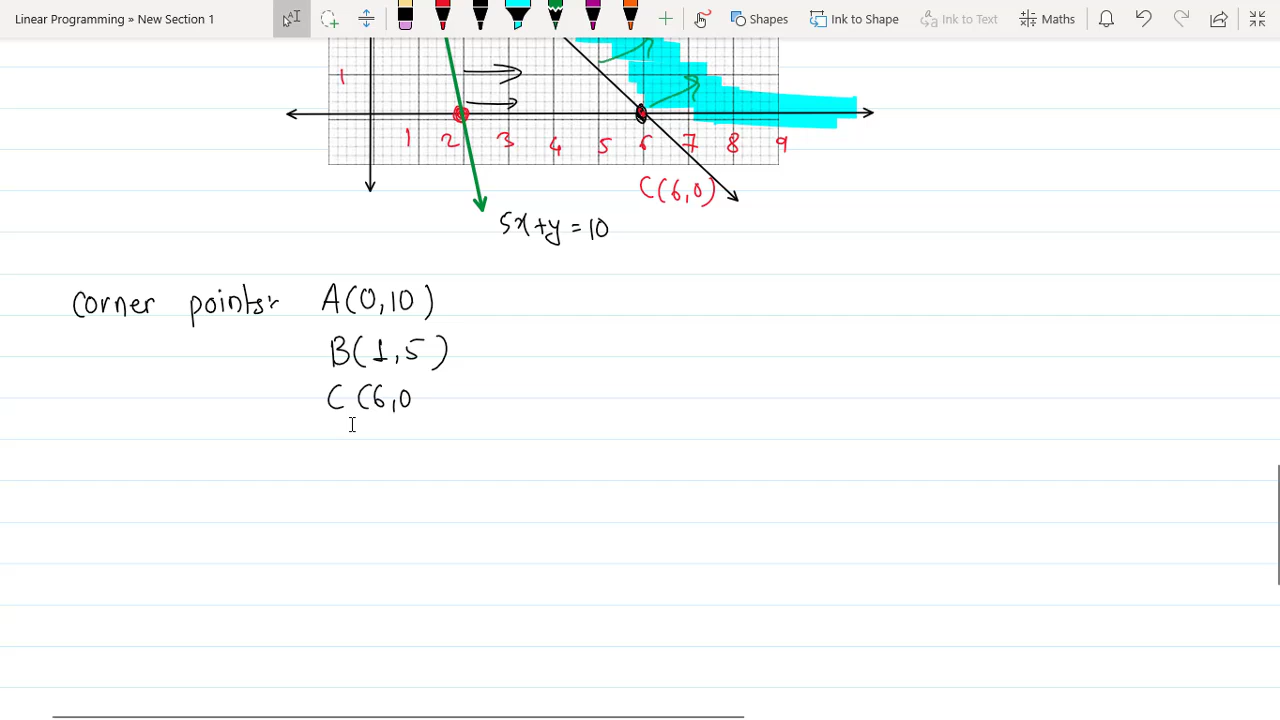 Linear Programming » New Section 1
Shapes
Ink to Shape
Ink to Text
Maths
1
1 2 3 4 5 6 7 8 9
C(6,0)
5x+y=10
Corner points:- A(0,10)
B(1,5)
C(6,0